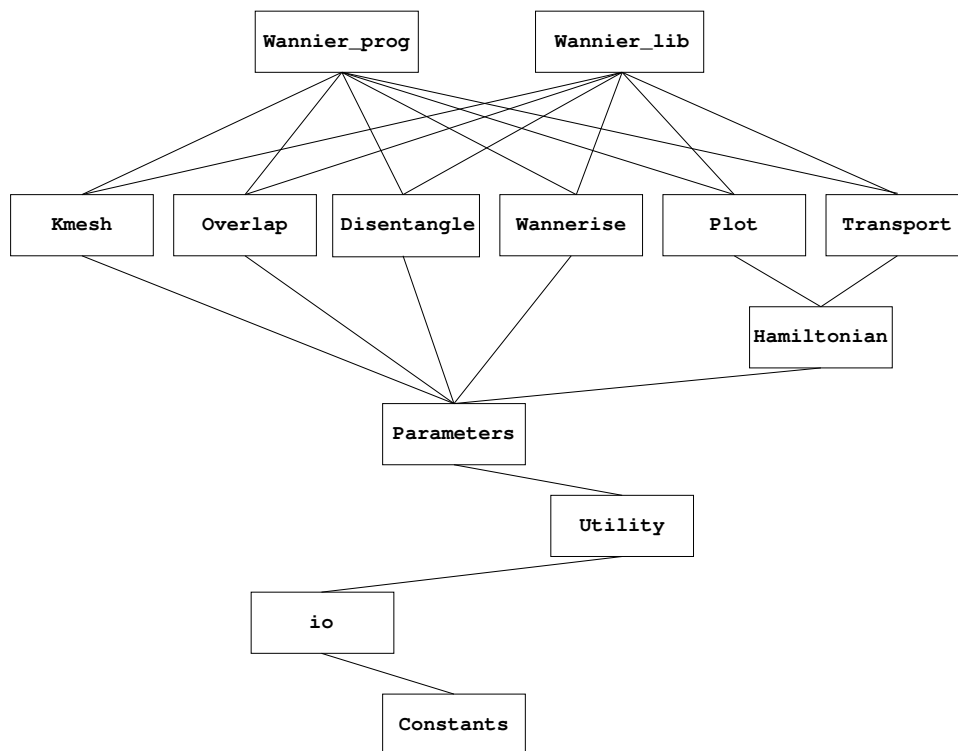 Wannier_prog
Wannier_lib
Kmesh
Overlap
Disentangle
Wannerise
Plot
Transport
Hamiltonian
Parameters
Utility
io
Constants